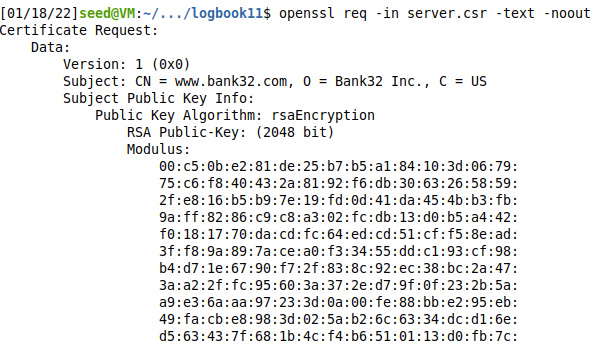 [01/18/22]seed@VM:~/.../logbook11$ openssl req -in server.csr -text -noout
Certificate Request:
Data:
Version: 1 (0x0)
Subject: CN = www.bank32.com, O = Bank32 Inc., C = US
Subject Public Key Info:
Public Key Algorithm: rsaEncryption
RSA Public-Key: (2048 bit)
Modulus:
00:c5:0b:e2:81:de:25:b7:b5:a1:84:10:3d:06:79:
75:c6:f8:40:43:2a:81:92:f6:db:30:63:26:58:59:
2f:e8:16:b5:b9:7e:19:fd:0d:41:da:45:4b:b3:fb:
9a:ff:82:86:c9:c8:a3:02:fc:db:13:d0:b5:a4:42:
f0:18:17:70:da:cd:fc:64:ed:cd:51:cf:f5:8e:ad:
3f:f8:9a:89:7a:ce:a0:f3:34:55:dd:c1:93:cf:98:
b4:d7:1e:67:90:f7:2f:83:8c:92:ec:38:bc:2a:47:
3a:a2:2f:fc:95:60:3a:37:2e:d7:9f:0f:23:2b:5a:
a9:e3:6a:aa:97:23:3d:0a:00:fe:88:bb:e2:95:eb:
49:fa:cb:e8:98:3d:02:5a:b2:6c:63:34:dc:d1:6e:
d5:63:43:7f:68:1b:4c:f4:b6:51:01:13:d0:fb:7c: